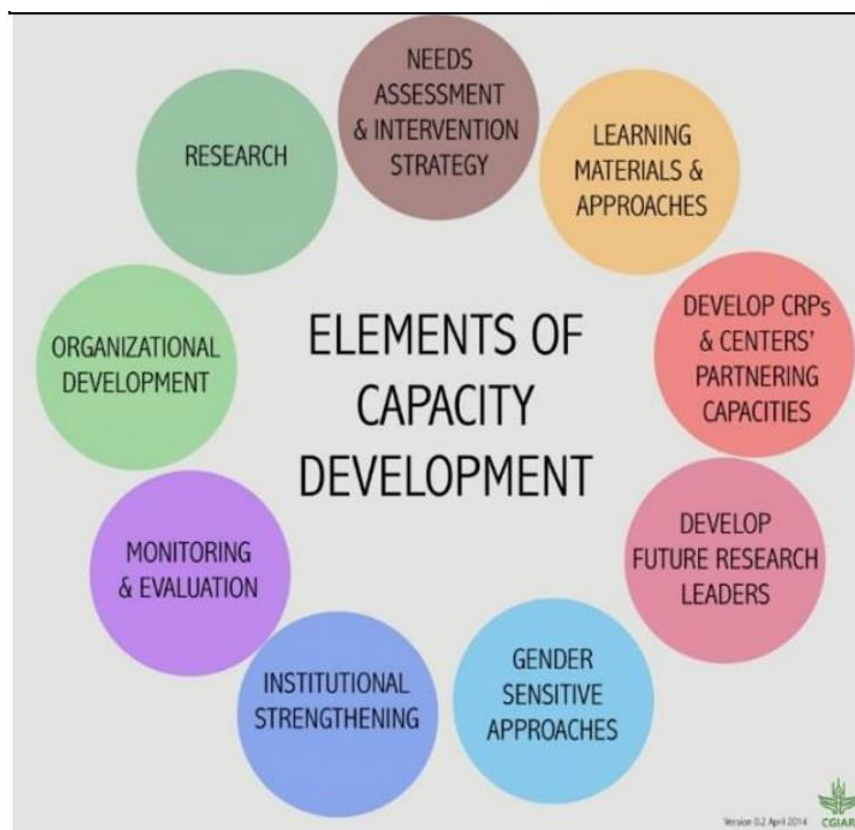 NEEDS
ASSESSMENT
& INTERVENTION
STRATEGY
LEARNING
MATERIALS &
APPROACHES
DEVELOP CRPs
& CENTERS'
PARTNERING
CAPACITIES
DEVELOP
FUTURE RESEARCH
LEADERS
GENDER
SENSITIVE
APPROACHES
INSTITUTIONAL
STRENGTHENING
MONITORING
& EVALUATION
ORGANIZATIONAL
DEVELOPMENT
RESEARCH
ELEMENTS OF
CAPACITY
DEVELOPMENT
Version 0.2 April 2014
CGIAR